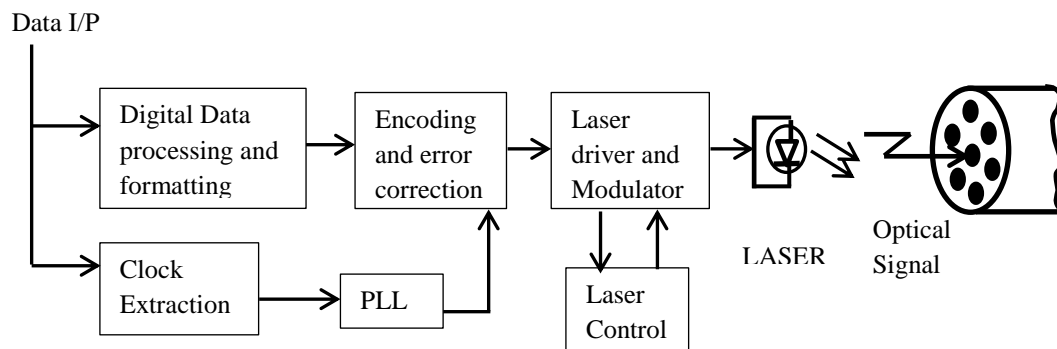 Data I/P
Digital Data
processing and
formatting
Encoding
and error
correction
Laser
driver and
Modulator
Clock
Extraction
PLL
Laser
Control
LASER
Optical
Signal